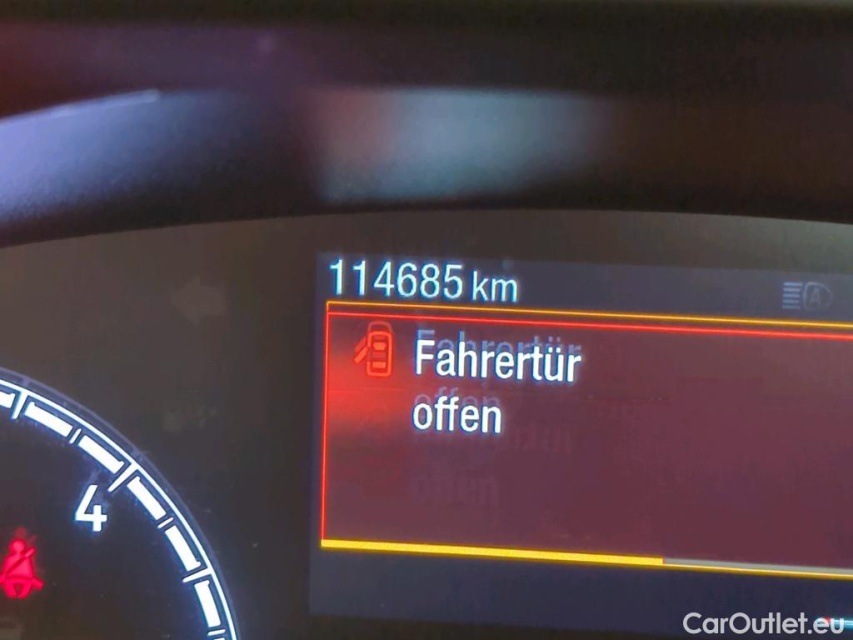 114685 km
Fahrertür
offen
4
CarOutlet.eu